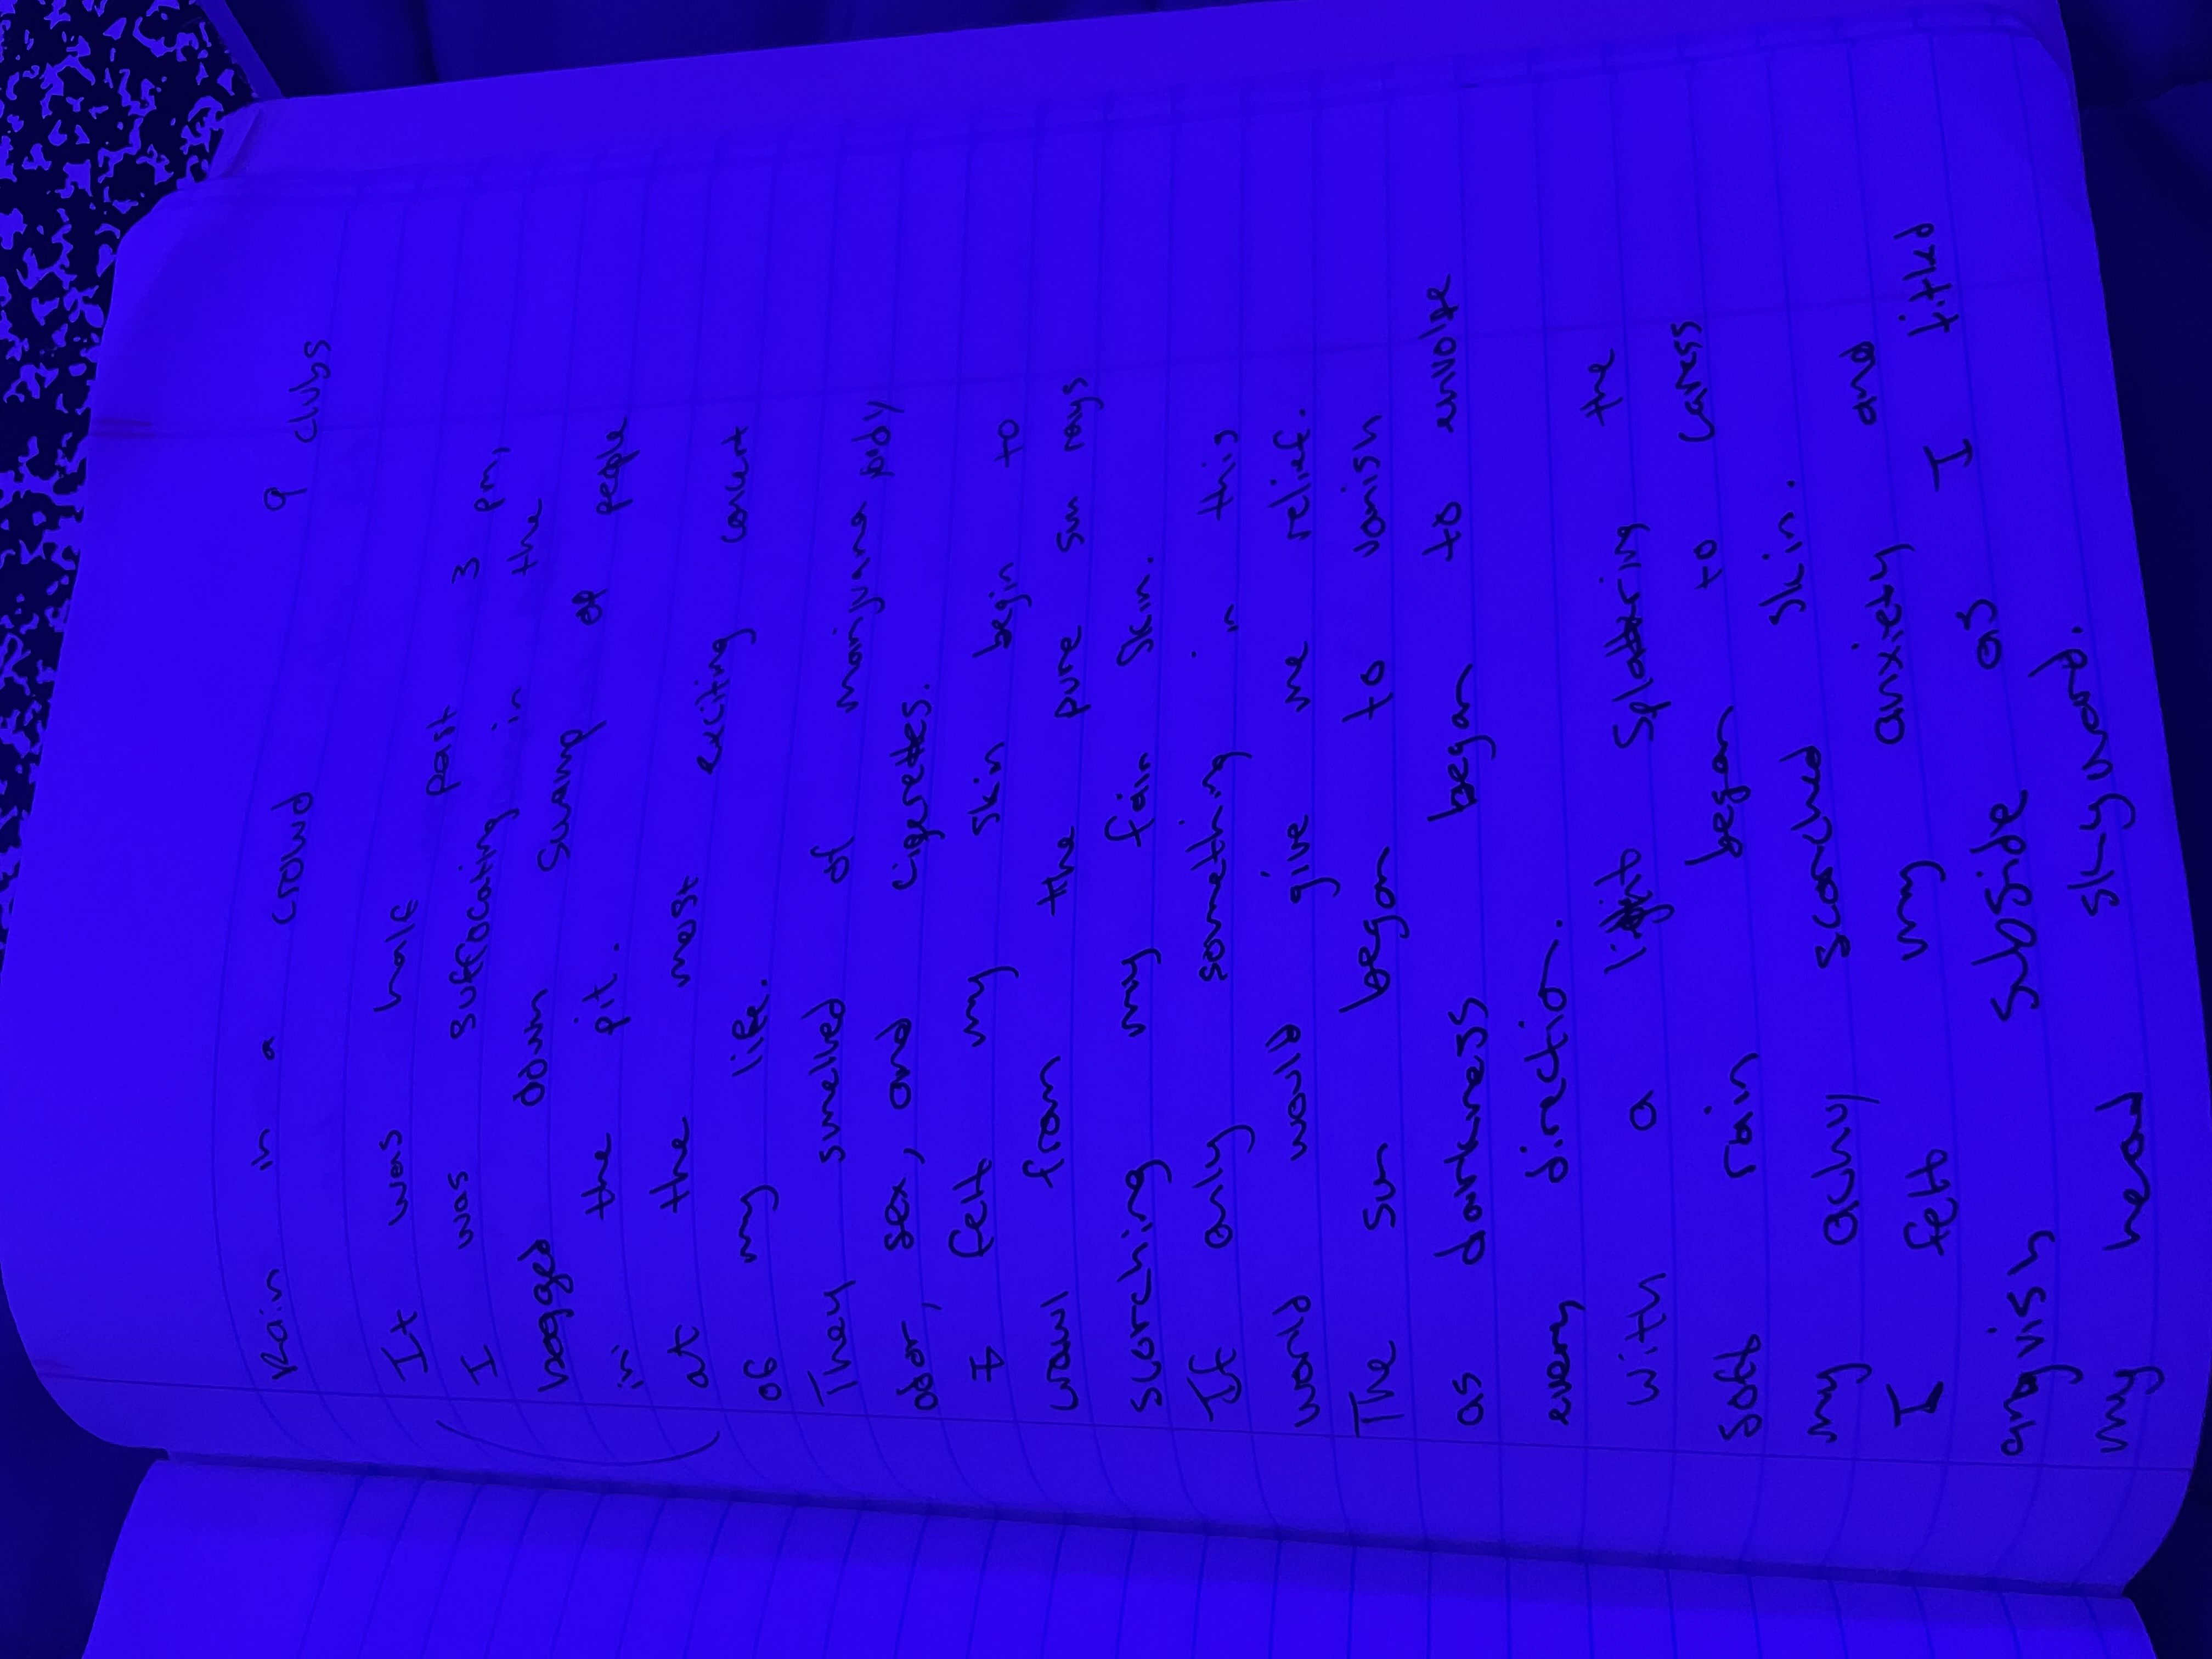 Rain in a crowd 9 clubs
It was half past 3 pm,
I was suffocating in the
bogged down swamp of people
in the pit.
at the most exciting concert
of my life.
They smelled of marijuana body
odor, sex, and cigerettes.
I felt my skin begin to
crawl from the pure sun rays
scorching my fair skin.
If only something in this
world would give me relief.
The sun began to vanish
as darkness began to envolpe
every direction.
With a light splattering the
soft rain began to caress
my achy scorched skin.
I felt my anxiety and
anguish subside as I titled
my head skyward.